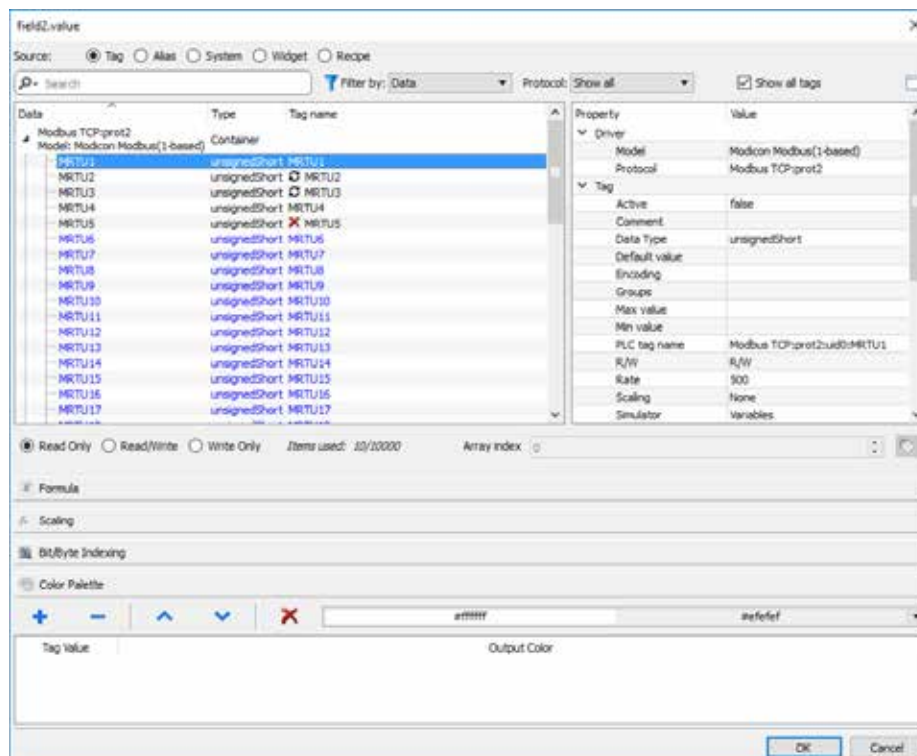 Field2.value
Source: Tag Alias System Widget Recipe
Search Filter by: Data Protocol: Show all Show all tags
Data Type Tag name
Modbus TCP:prot2
Model: Modicon Modbus(1-based) Container
MRTU1 unsignedShort MRTU1
MRTU2 unsignedShort MRTU2
MRTU3 unsignedShort MRTU3
MRTU4 unsignedShort MRTU4
MRTU5 unsignedShort MRTU5
MRTU6 unsignedShort MRTU6
MRTU7 unsignedShort MRTU7
MRTU8 unsignedShort MRTU8
MRTU9 unsignedShort MRTU9
MRTU10 unsignedShort MRTU10
MRTU11 unsignedShort MRTU11
MRTU12 unsignedShort MRTU12
MRTU13 unsignedShort MRTU13
MRTU14 unsignedShort MRTU14
MRTU15 unsignedShort MRTU15
MRTU16 unsignedShort MRTU16
MRTU17 unsignedShort MRTU17
Property Value
Driver
Model Modicon Modbus(1-based)
Protocol Modbus TCP:prot2
Tag
Active false
Comment
Data Type unsignedShort
Default value
Encoding
Groups
Max value
Min value
PLC tag name Modbus TCP:prot2::uid0::MRTU1
R/W R/W
Rate 500
Scaling None
Simulator Variables
Read Only Read/Write Write Only Items used: 10/10000 Array index 0
Formula
Scaling
Bit/Byte Indexing
Color Palette
#ffffff #efefef
Tag Value Output Color
OK Cancel